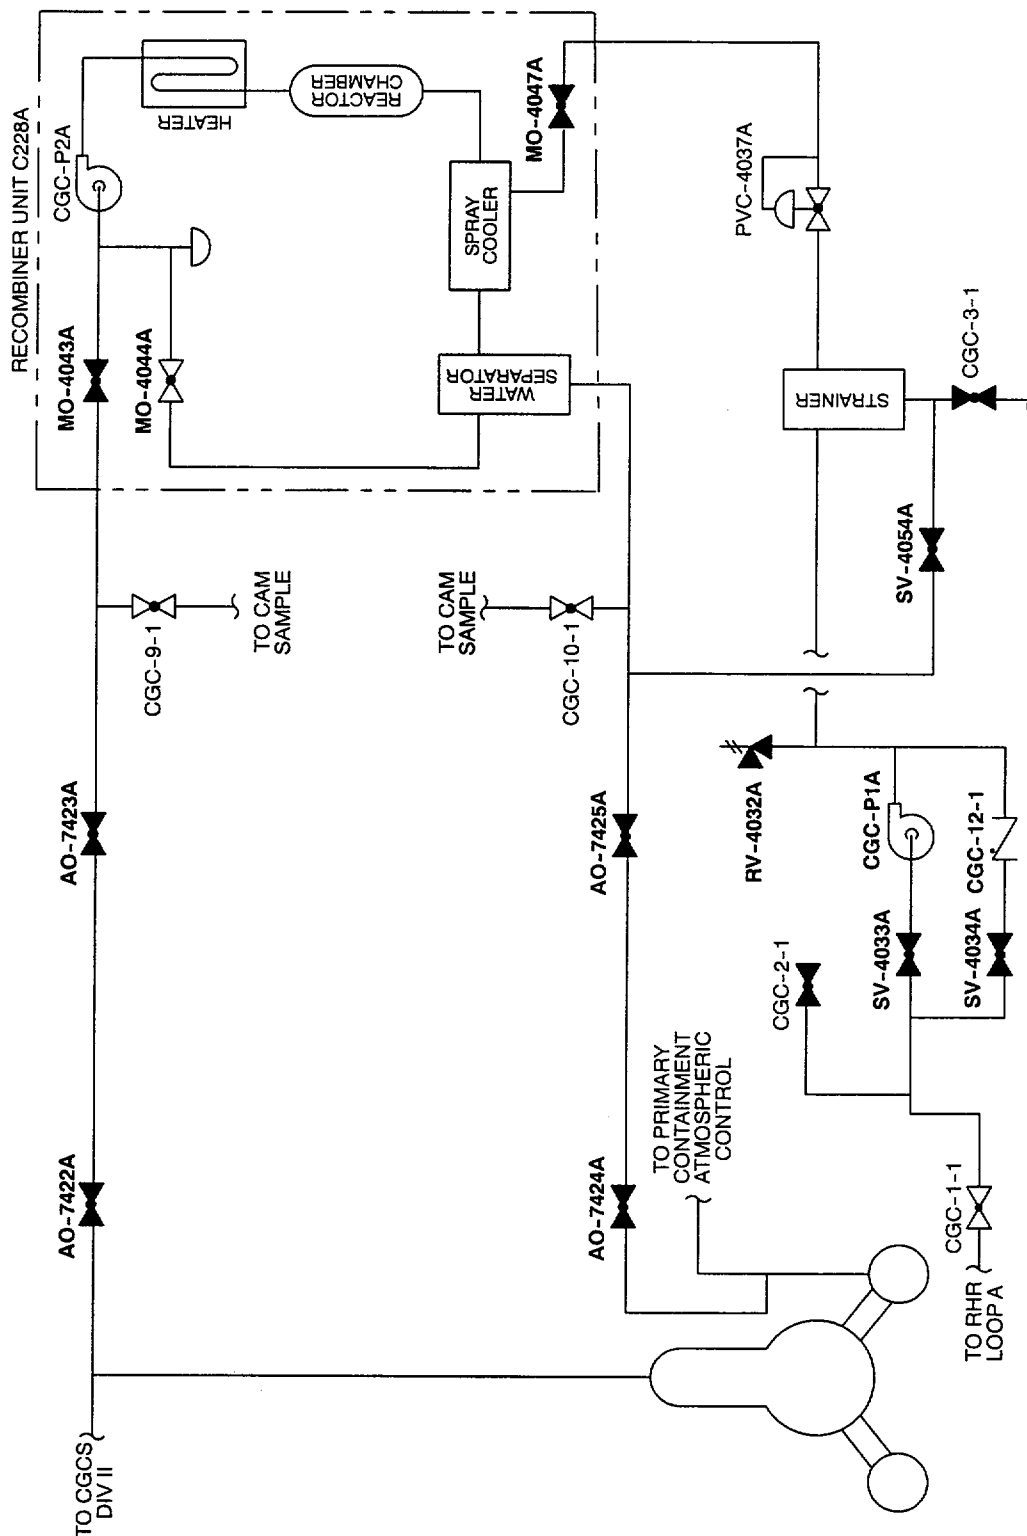 RECOMBINER UNIT C228A
CGC-P2A
HEATER
REACTOR
CHAMBER
MO-4043A
MO-4044A
MO-4047A
SPRAY
COOLER
WATER
SEPARATOR
PVC-4037A
STRAINER
CGC-3-1
SV-4054A
CGC-9-1
TO CAM
SAMPLE
TO CAM
SAMPLE
CGC-10-1
AO-7423A
AO-7425A
RV-4032A
CGC-P1A
CGC-12-1
CGC-2-1
SV-4033A
SV-4034A
AO-7422A
AO-7424A
TO PRIMARY
CONTAINMENT
ATMOSPHERIC
CONTROL
CGC-1-1
TO RHR
LOOP A
TO CGCS
DIV II